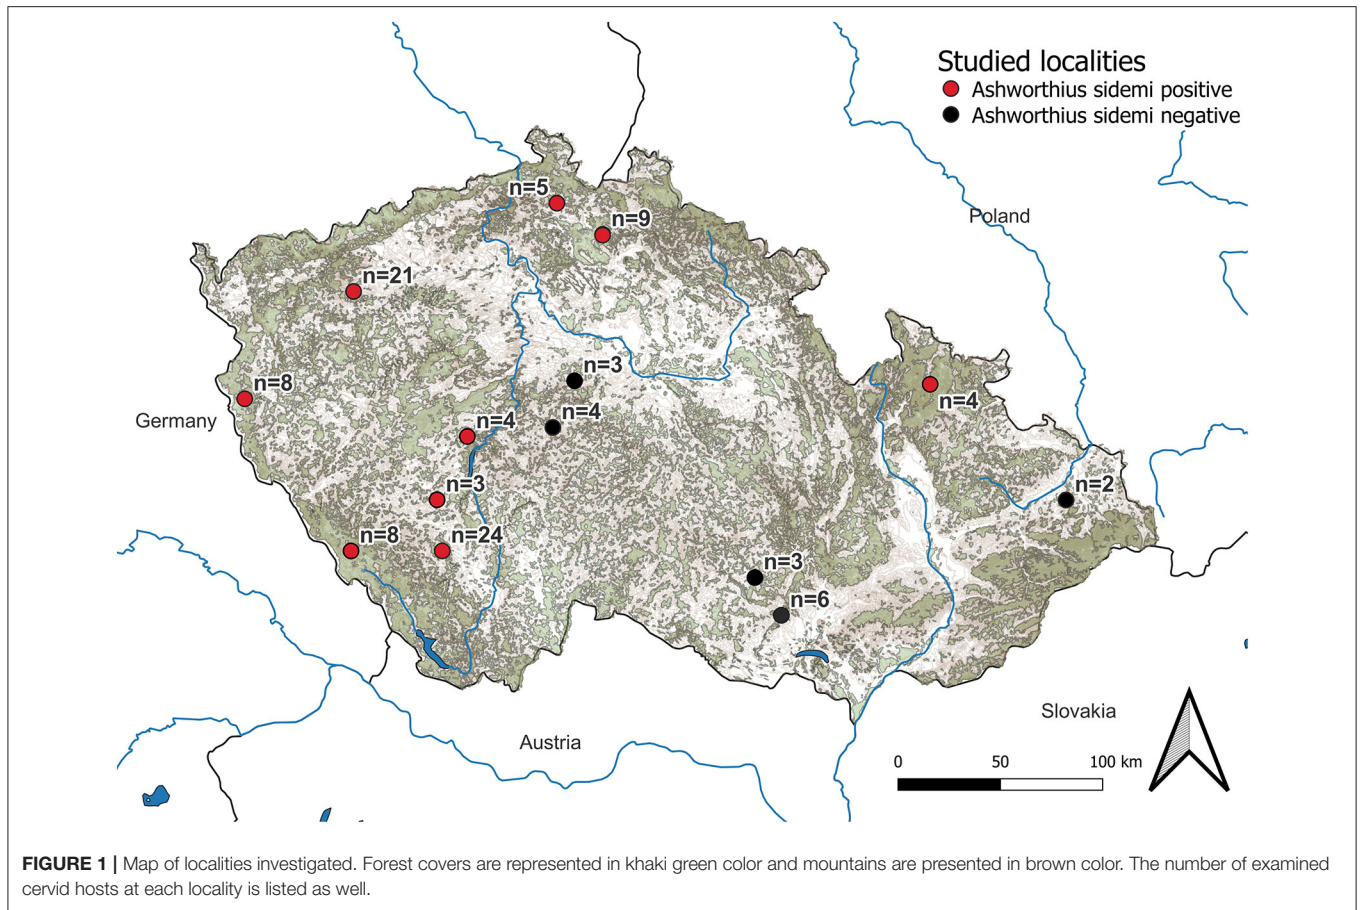 Studied localities
Ashworthius sidemi positive
Ashworthius sidemi negative
n=5
Poland
n=9
n=21
n=3
n=8
n=4
n=4
Germany
n=4
n=3
n=2
n=8
n=24
n=3
n=6
Slovakia
Austria
0 50 100 km
FIGURE 1 | Map of localities investigated. Forest covers are represented in khaki green color and mountains are presented in brown color. The number of examined
cervid hosts at each locality is listed as well.